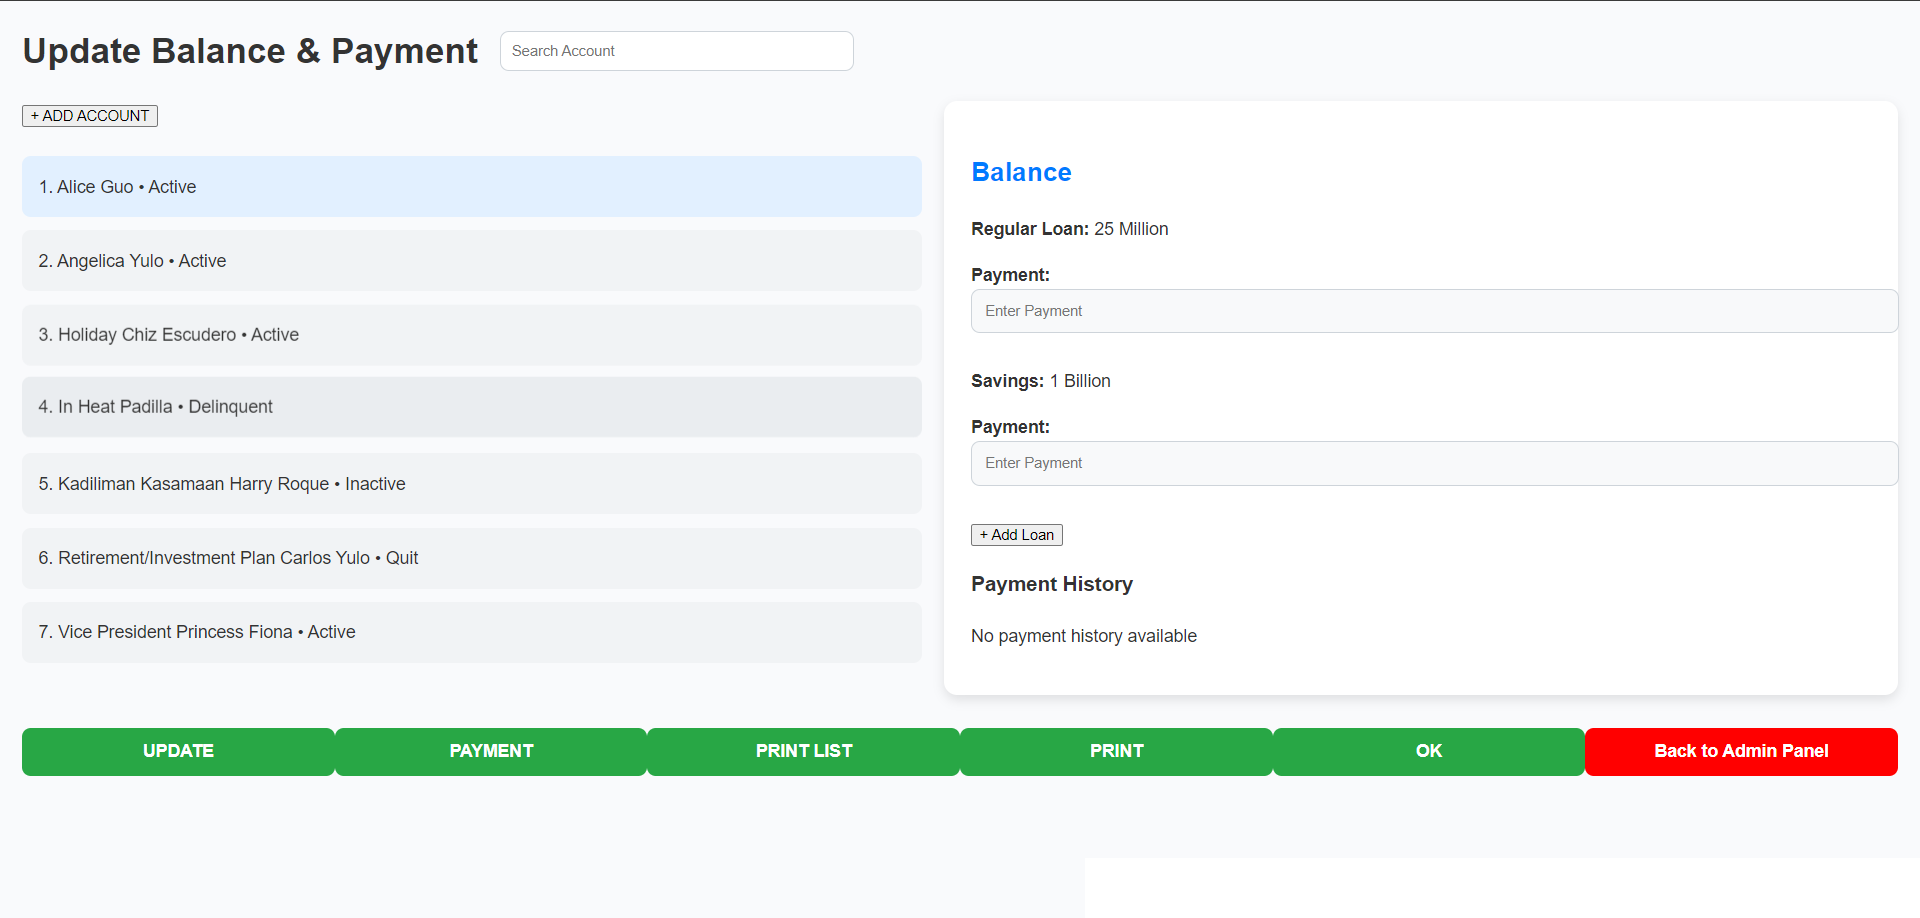 Update Balance & Payment
Search Account
+ ADD ACCOUNT
1. Alice Guo • Active
2. Angelica Yulo • Active
3. Holiday Chiz Escudero • Active
4. In Heat Padilla • Delinquent
5. Kadiliman Kasamaan Harry Roque • Inactive
6. Retirement/Investment Plan Carlos Yulo • Quit
7. Vice President Princess Fiona • Active
Balance
Regular Loan: 25 Million
Payment:
Enter Payment
Savings: 1 Billion
Payment:
Enter Payment
+ Add Loan
Payment History
No payment history available
UPDATE
PAYMENT
PRINT LIST
PRINT
OK
Back to Admin Panel